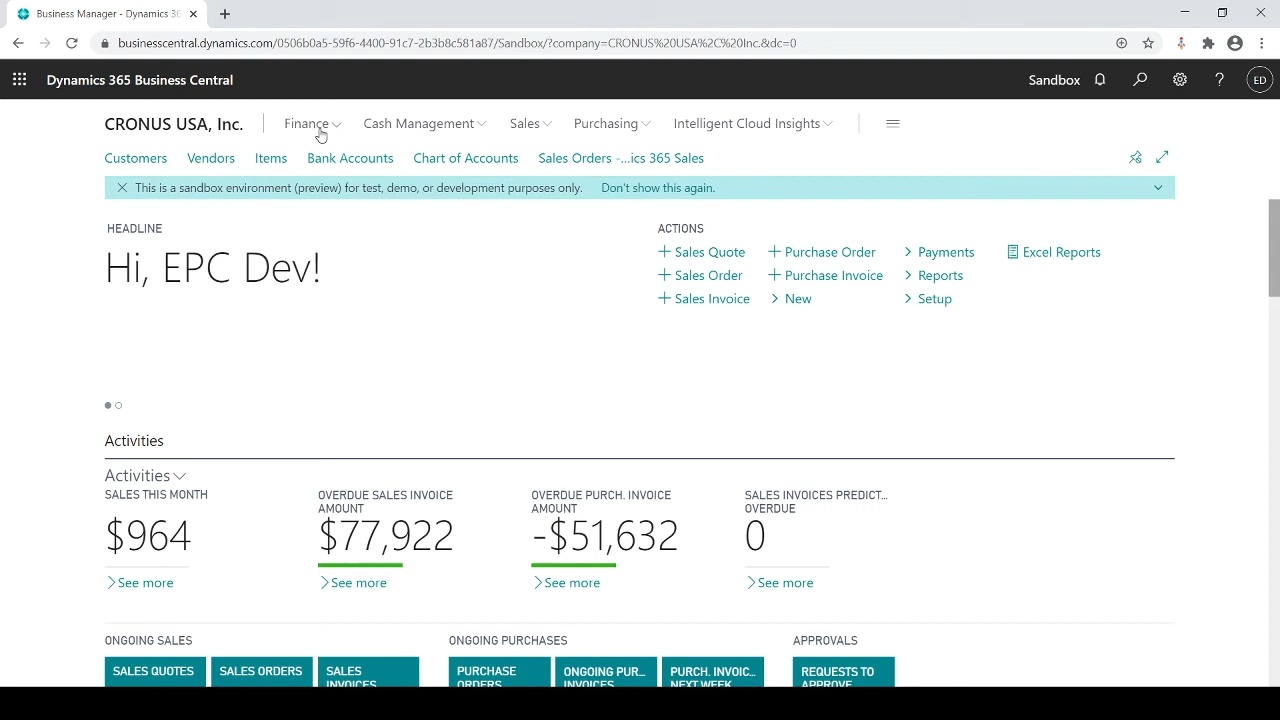 Business Manager - Dynamics 36
businesscentral.dynamics.com/0506b0a5-59f6-4400-91c7-2b3b8c581a87/Sandbox/?company=CRONUS%20USA%2C%20Inc.&dc=0
Dynamics 365 Business Central
Sandbox
ED
CRONUS USA, Inc.
Finance
Cash Management
Sales
Purchasing
Intelligent Cloud Insights
Customers
Vendors
Items
Bank Accounts
Chart of Accounts
Sales Orders -...ics 365 Sales
This is a sandbox environment (preview) for test, demo, or development purposes only. Don't show this again.
HEADLINE
Hi, EPC Dev!
ACTIONS
Sales Quote
Purchase Order
Payments
Excel Reports
Sales Order
Purchase Invoice
Reports
Sales Invoice
New
Setup
Activities
Activities
SALES THIS MONTH
$964
See more
OVERDUE SALES INVOICE
AMOUNT
$77,922
See more
OVERDUE PURCH. INVOICE
AMOUNT
-$51,632
See more
SALES INVOICES PREDICT...
OVERDUE
0
See more
ONGOING SALES
SALES QUOTES
SALES ORDERS
SALES
INVOICES
ONGOING PURCHASES
PURCHASE
ORDERS
ONGOING PUR...
INVOICES
PURCH. INVOIC...
NEXT WEEK
APPROVALS
REQUESTS TO
APPROVE